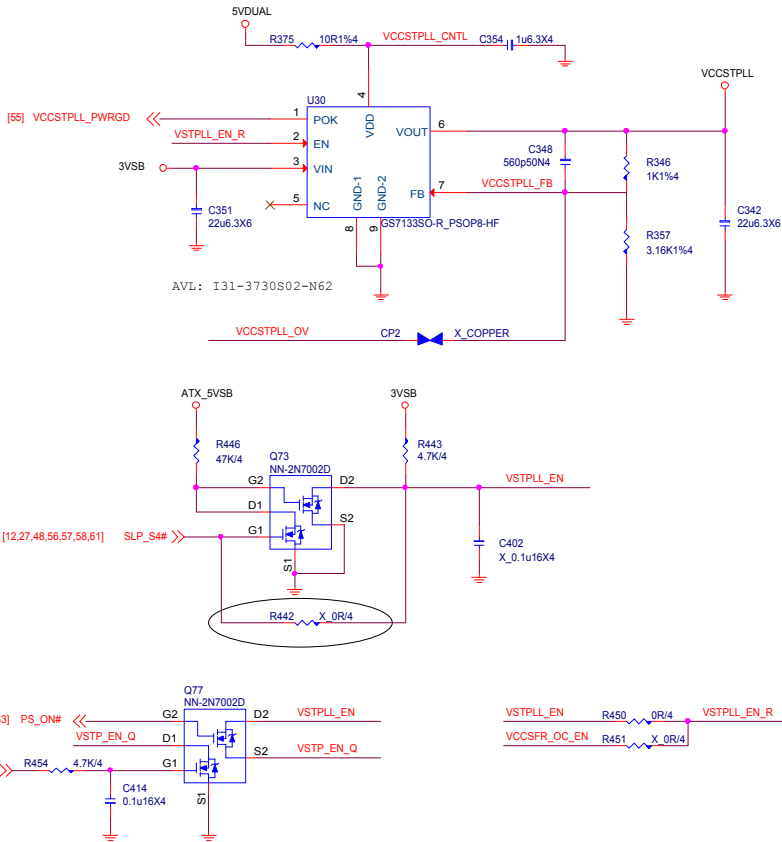 5VDUAL
R375 10R1%4 VCCSTPLL_CNTL C354 1u6.3X4
VCCSTPLL
U30
4
[55] VCCSTPLL_PWRGD 1 POK VDD VOUT 6
VSTPLL_EN_R 2 EN
3VSB 3 VIN
C348
560p50N4
R346
1K1%4
5 NC GND-1 GND-2 FB 7 VCCSTPLL_FB
C351
22u6.3X6
8 9 GS7133SO-R_PSOP8-HF
R357
3.16K1%4
C342
22u6.3X6
AVL: I31-3730S02-N62
VCCSTPLL_OV CP2 X_COPPER
ATX_5VSB 3VSB
R446
47K/4
R443
4.7K/4
Q73
NN-2N7002D
G2 D2 VSTPLL_EN
D1
S2
[12,27,48,56,57,58,61] SLP_S4# G1
S1
C402
X_0.1u16X4
R442 X_0R/4
Q77
NN-2N7002D
3] PS_ON# G2 D2 VSTPLL_EN
VSTP_EN_Q D1 S2 VSTP_EN_Q
R454 4.7K/4 G1
S1
C414
0.1u16X4
VSTPLL_EN R450 0R/4 VSTPLL_EN_R
VCCSFR_OC_EN R451 X_0R/4